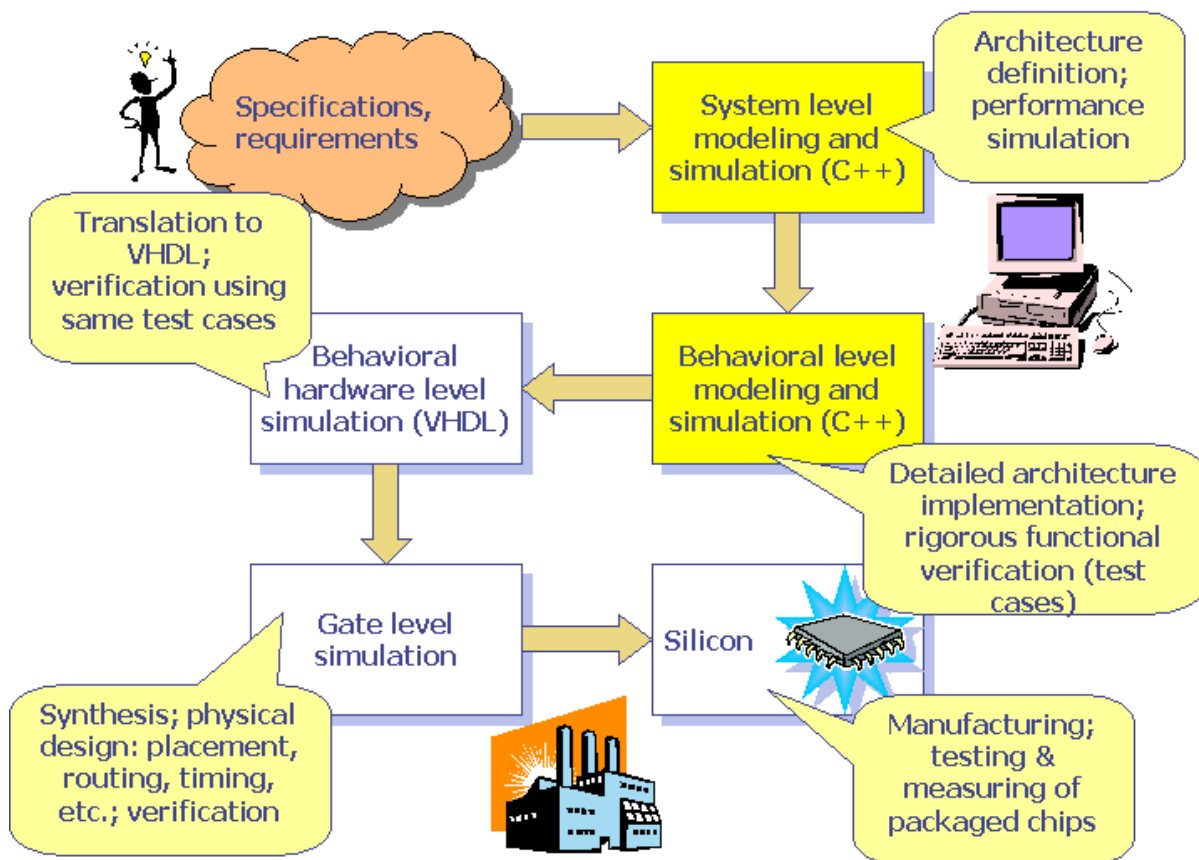 Specifications,
requirements
System level
modeling and
simulation (C++)
Architecture
definition;
performance
simulation
Translation to
VHDL;
verification using
same test cases
Behavioral
hardware level
simulation (VHDL)
Behavioral level
modeling and
simulation (C++)
Detailed architecture
implementation;
rigorous functional
verification (test
cases)
Gate level
simulation
Silicon
Synthesis; physical
design: placement,
routing, timing,
etc.; verification
Manufacturing;
testing &
measuring of
packaged chips